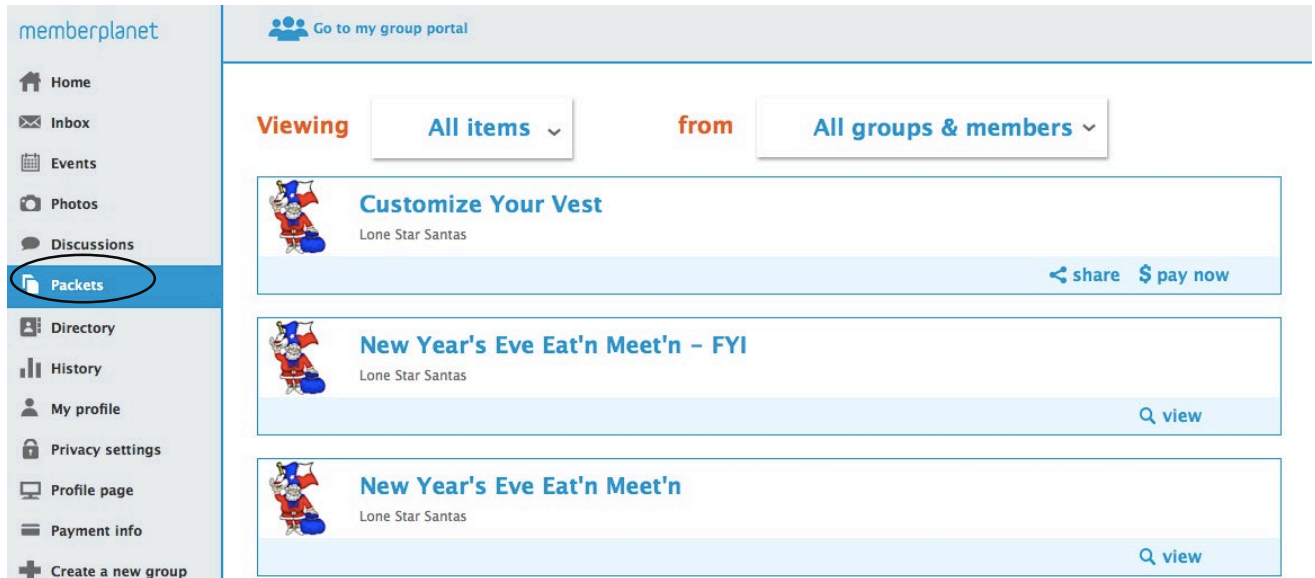 memberplanet
Go to my group portal
Home
Inbox
Events
Photos
Discussions
Packets
Directory
History
My profile
Privacy settings
Profile page
Payment info
Create a new group
Viewing All items from All groups & members
Customize Your Vest
Lone Star Santas
share $ pay now
New Year's Eve Eat'n Meet'n – FYI
Lone Star Santas
view
New Year's Eve Eat'n Meet'n
Lone Star Santas
view